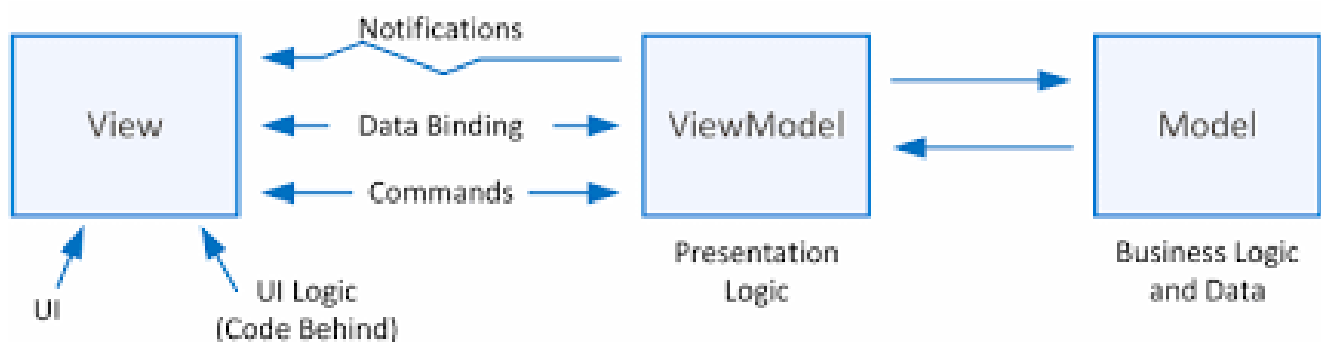 Notifications
View
Data Binding
ViewModel
Model
Commands
Presentation
Logic
Business Logic
and Data
UI
UI Logic
(Code Behind)